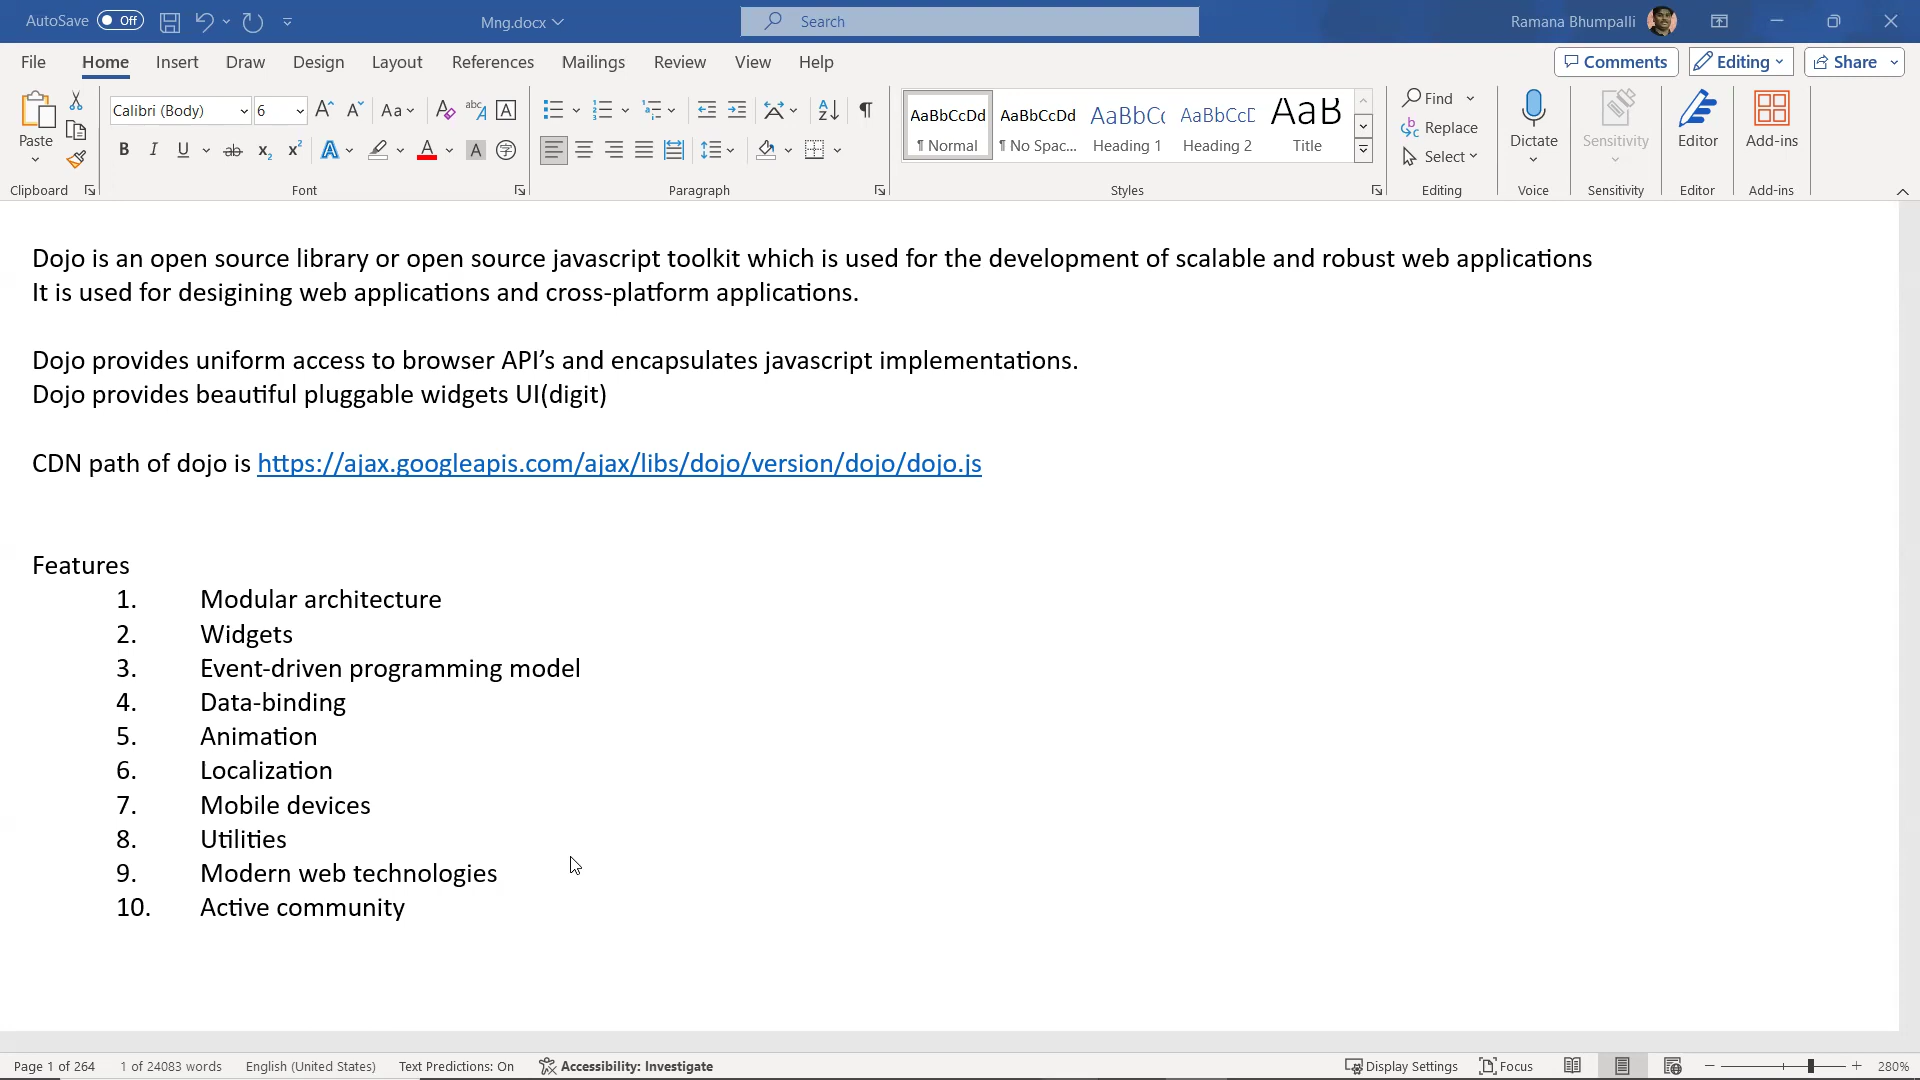 AutoSave Off Mng.docx Search Ramana Bhumpalli
File Home Insert Draw Design Layout References Mailings Review View Help Comments Editing Share
Paste Calibri (Body) 6 Aa AaBbCcDd ¶ Normal AaBbCcDd ¶ No Spac... AaBbC Heading 1 AaBbCc Heading 2 AaB Title Find Replace Select Dictate Sensitivity Editor Add-ins
Clipboard Font Paragraph Styles Editing Voice Sensitivity Editor Add-ins
Dojo is an open source library or open source javascript toolkit which is used for the development of scalable and robust web applications
It is used for desigining web applications and cross-platform applications.
Dojo provides uniform access to browser API’s and encapsulates javascript implementations.
Dojo provides beautiful pluggable widgets UI(digit)
CDN path of dojo is https://ajax.googleapis.com/ajax/libs/dojo/version/dojo/dojo.js
Features
1. Modular architecture
2. Widgets
3. Event-driven programming model
4. Data-binding
5. Animation
6. Localization
7. Mobile devices
8. Utilities
9. Modern web technologies
10. Active community
Page 1 of 264 1 of 24083 words English (United States) Text Predictions: On Accessibility: Investigate Display Settings Focus 280%